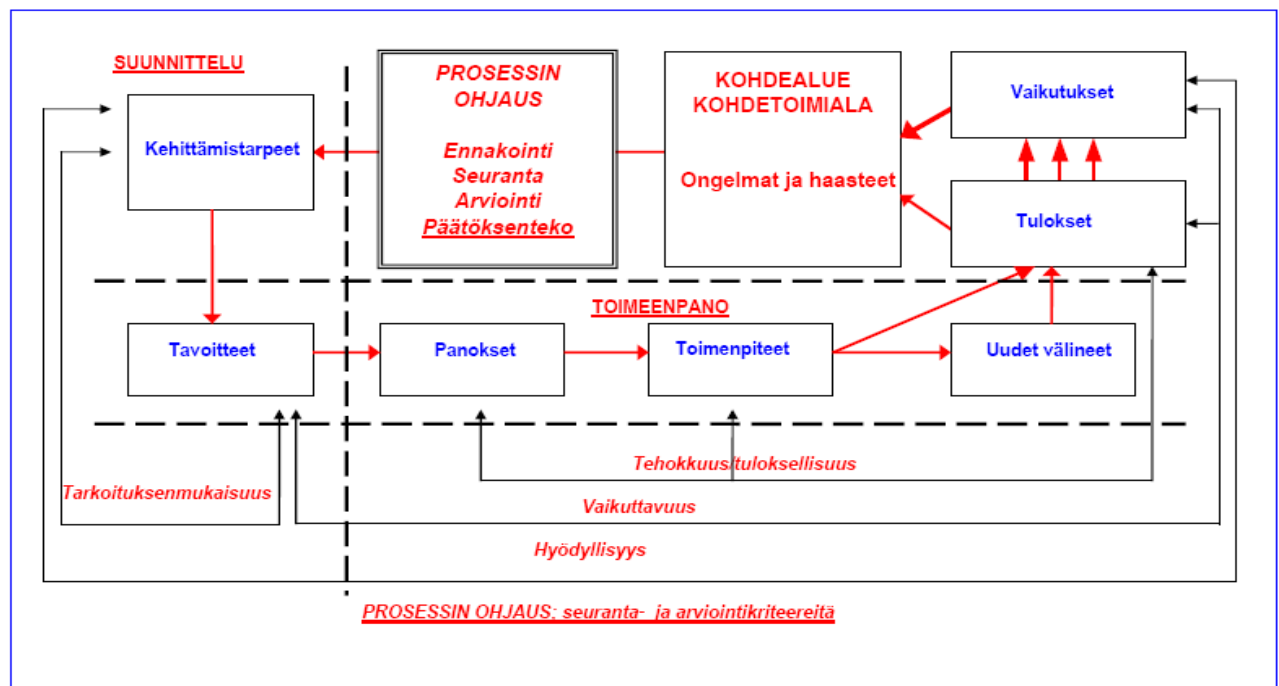 SUUNNITTELU
Kehittämistarpeet
PROSESSIN
OHJAUS
Ennakointi
Seuranta
Arviointi
Päätöksenteko
KOHDEALUE
KOHDETOIMIALA
Ongelmat ja haasteet
Vaikutukset
Tulokset
TOIMEENPANO
Tavoitteet
Panokset
Toimenpiteet
Uudet välineet
Tehokkuus/tuloksellisuus
Tarkoituksenmukaisuus
Vaikuttavuus
Hyödyllisyys
PROSESSIN OHJAUS: seuranta- ja arviointikriteereitä